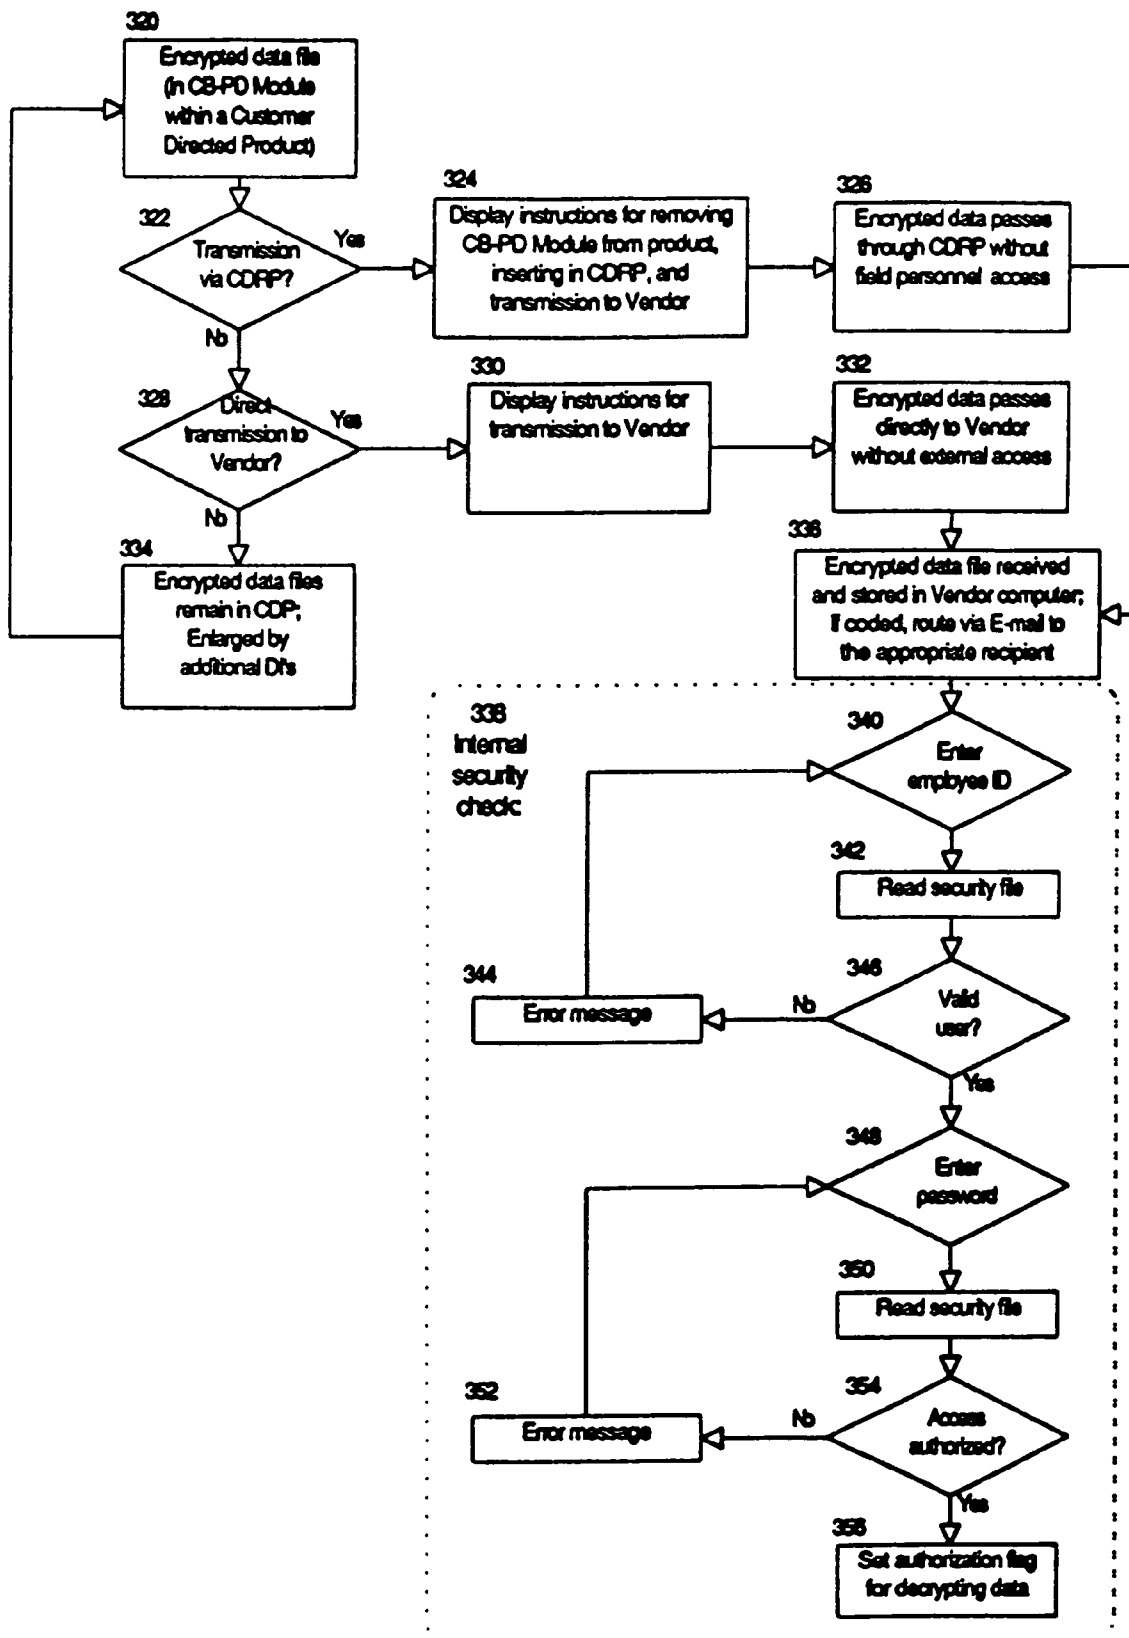 320
Encrypted data file
(in CB-PD Module
within a Customer
Directed Product)
322
Transmission
via CDRP?
Yes
No
324
Display instructions for removing
CB-PD Module from product,
inserting in CDRP, and
transmission to Vendor
326
Encrypted data passes
through CDRP without
field personnel access
328
Direct
transmission to
Vendor?
Yes
No
330
Display instructions for
transmission to Vendor
332
Encrypted data passes
directly to Vendor
without external access
334
Encrypted data files
remain in CDP;
Enlarged by
additional DI's
336
Encrypted data file received
and stored in Vendor computer;
If coded, route via E-mail to
the appropriate recipient
338
Internal
security
check:
340
Enter
employee ID
342
Read security file
344
Error message
346
Valid
user?
No
Yes
348
Enter
password
350
Read security file
352
Error message
354
Access
authorized?
No
Yes
356
Set authorization flag
for decrypting data